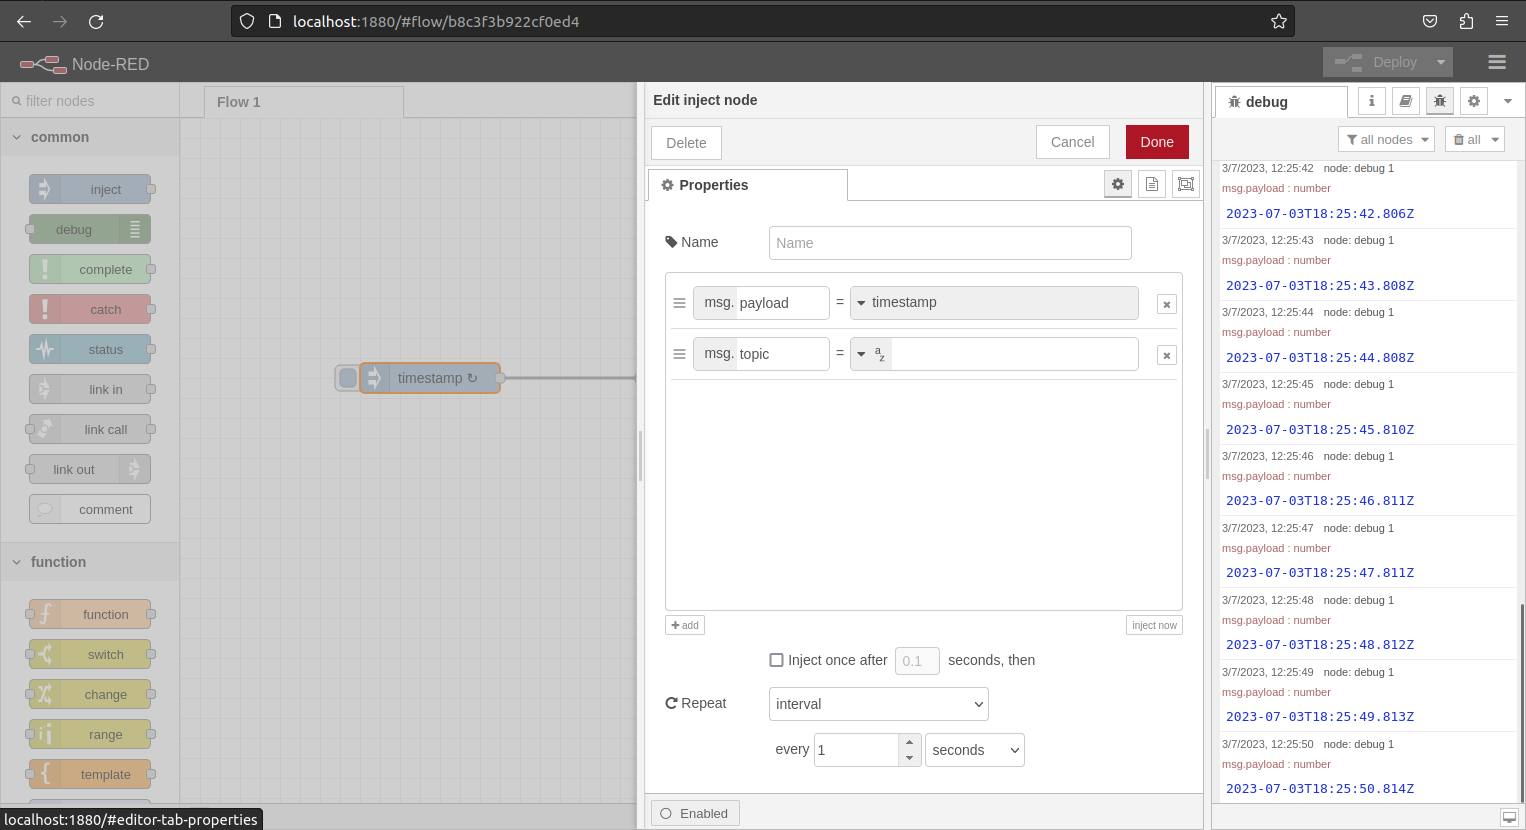 localhost:1880/#flow/b8c3f3b922cf0ed4
Node-RED
Deploy
filter nodes
common
inject
debug
complete
catch
status
link in
link call
link out
comment
function
function
switch
change
range
template
localhost:1880/#editor-tab-properties
Flow 1
timestamp ↻
Edit inject node
Delete
Cancel
Done
Properties
Name
Name
msg. payload = timestamp
msg. topic = a z
add
inject now
Inject once after 0.1 seconds, then
Repeat
interval
every 1 seconds
Enabled
debug
i
all nodes
all
3/7/2023, 12:25:42 node: debug 1
msg.payload : number
2023-07-03T18:25:42.806Z
3/7/2023, 12:25:43 node: debug 1
msg.payload : number
2023-07-03T18:25:43.808Z
3/7/2023, 12:25:44 node: debug 1
msg.payload : number
2023-07-03T18:25:44.808Z
3/7/2023, 12:25:45 node: debug 1
msg.payload : number
2023-07-03T18:25:45.810Z
3/7/2023, 12:25:46 node: debug 1
msg.payload : number
2023-07-03T18:25:46.811Z
3/7/2023, 12:25:47 node: debug 1
msg.payload : number
2023-07-03T18:25:47.811Z
3/7/2023, 12:25:48 node: debug 1
msg.payload : number
2023-07-03T18:25:48.812Z
3/7/2023, 12:25:49 node: debug 1
msg.payload : number
2023-07-03T18:25:49.813Z
3/7/2023, 12:25:50 node: debug 1
msg.payload : number
2023-07-03T18:25:50.814Z